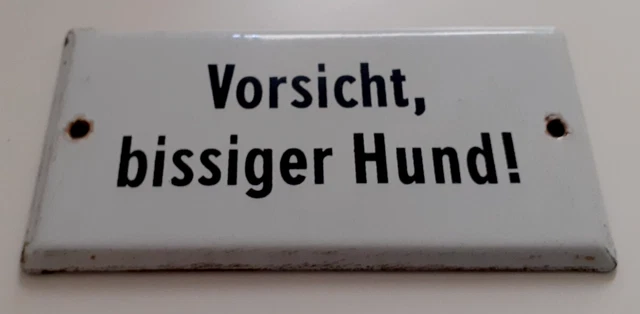 Vorsicht,
bissiger Hund!